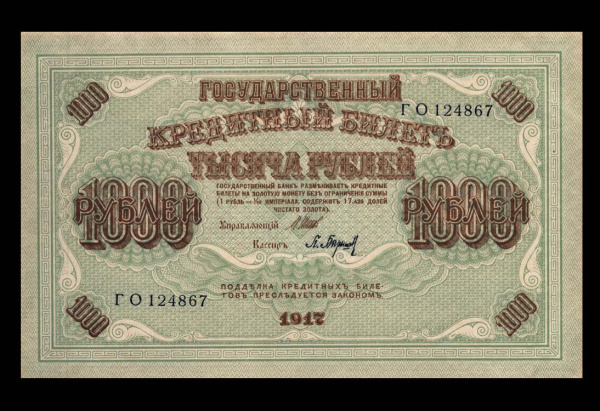 1000 1000
ГОСУДАРСТВЕННЫЙ
ГО 124867
КРЕДИТНЫЙ БИЛЕТЪ
ТЫСЯЧА РУБЛЕЙ
ГОСУДАРСТВЕННЫЙ БАНКЪ РАЗМѢНИВАЕТЪ КРЕДИТНЫЕ
БИЛЕТЫ НА ЗОЛОТУЮ МОНЕТУ БЕЗЪ ОГРАНИЧЕНІЯ СУММЫ
(1 РУБЛЬ = 1/15 ИМПЕРІАЛА, СОДЕРЖИТЪ 17,424 ДОЛЕЙ
ЧИСТАГО ЗОЛОТА).
1000 РУБЛЕЙ 1000 РУБЛЕЙ
Управляющій
Кассиръ
ПОДДѢЛКА КРЕДИТНЫХЪ БИЛЕ-
ТОВЪ ПРЕСЛѢДУЕТСЯ ЗАКОНОМЪ.
ГО 124867
1000 1917 1000